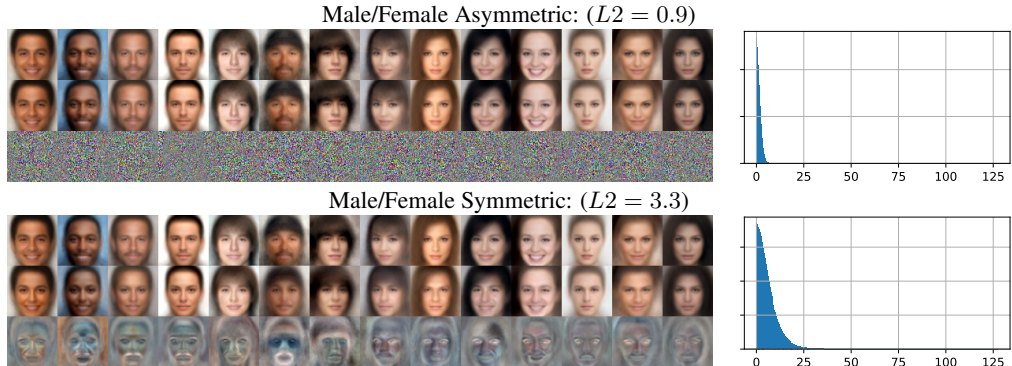 Male/Female Asymmetric: (L2 = 0.9)
0 25 50 75 100 125
Male/Female Symmetric: (L2 = 3.3)
0 25 50 75 100 125